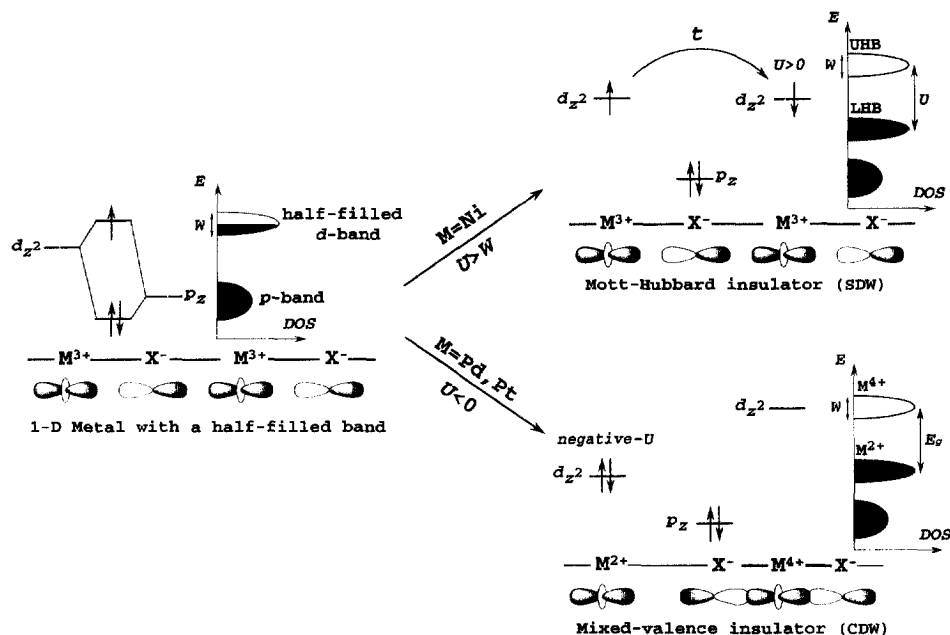 E
W
half-filled
d-band
d_z²
p_z
p-band
DOS
M³⁺ X⁻ M³⁺ X⁻
1-D Metal with a half-filled band
M=Ni
U>W
M=Pd,Pt
U<0
t
U>0
d_z²
d_z²
p_z
M³⁺ X⁻ M³⁺ X⁻
Mott-Hubbard insulator (SDW)
E
UHB
W
U
LHB
DOS
negative-U
d_z²
d_z²
p_z
M²⁺ X⁻ M⁴⁺ X⁻
Mixed-valence insulator (CDW)
E
M⁴⁺
W
M²⁺
E_g
DOS